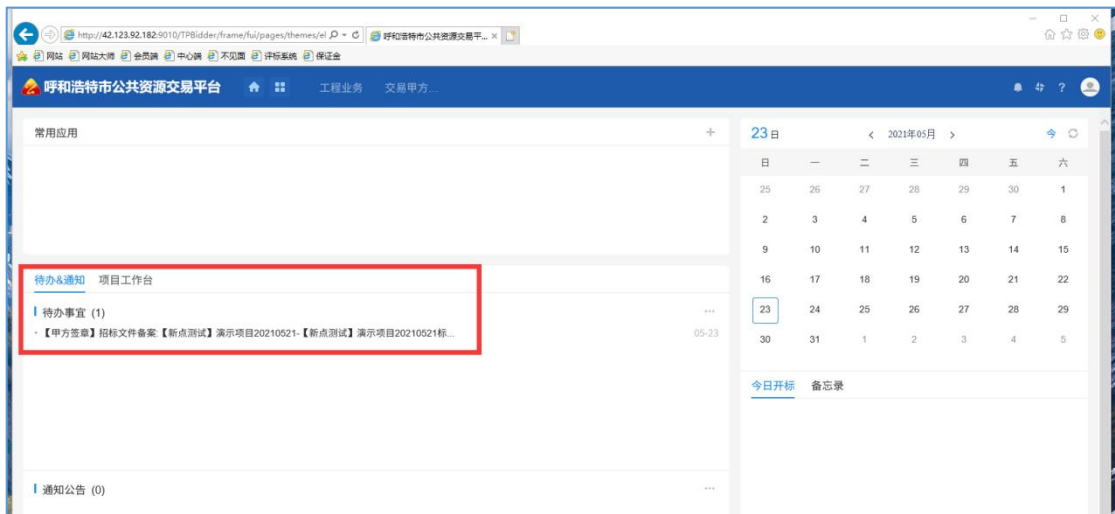 http://42.123.92.182:9010/TPBidder/frame/fui/pages/themes/el
呼和浩特市公共资源交易平...
网站 网站大师 会员端 中心端 不见面 评标系统 保证金
呼和浩特市公共资源交易平台 工程业务 交易甲方...
常用应用
待办&通知 项目工作台
待办事宜 (1)
·【甲方签章】招标文件备案【新点测试】演示项目20210521-【新点测试】演示项目20210521标... 05-23
通知公告 (0)
23日 2021年05月 今
日 一 二 三 四 五 六
25 26 27 28 29 30 1
2 3 4 5 6 7 8
9 10 11 12 13 14 15
16 17 18 19 20 21 22
23 24 25 26 27 28 29
30 31 1 2 3 4 5
今日开标 备忘录